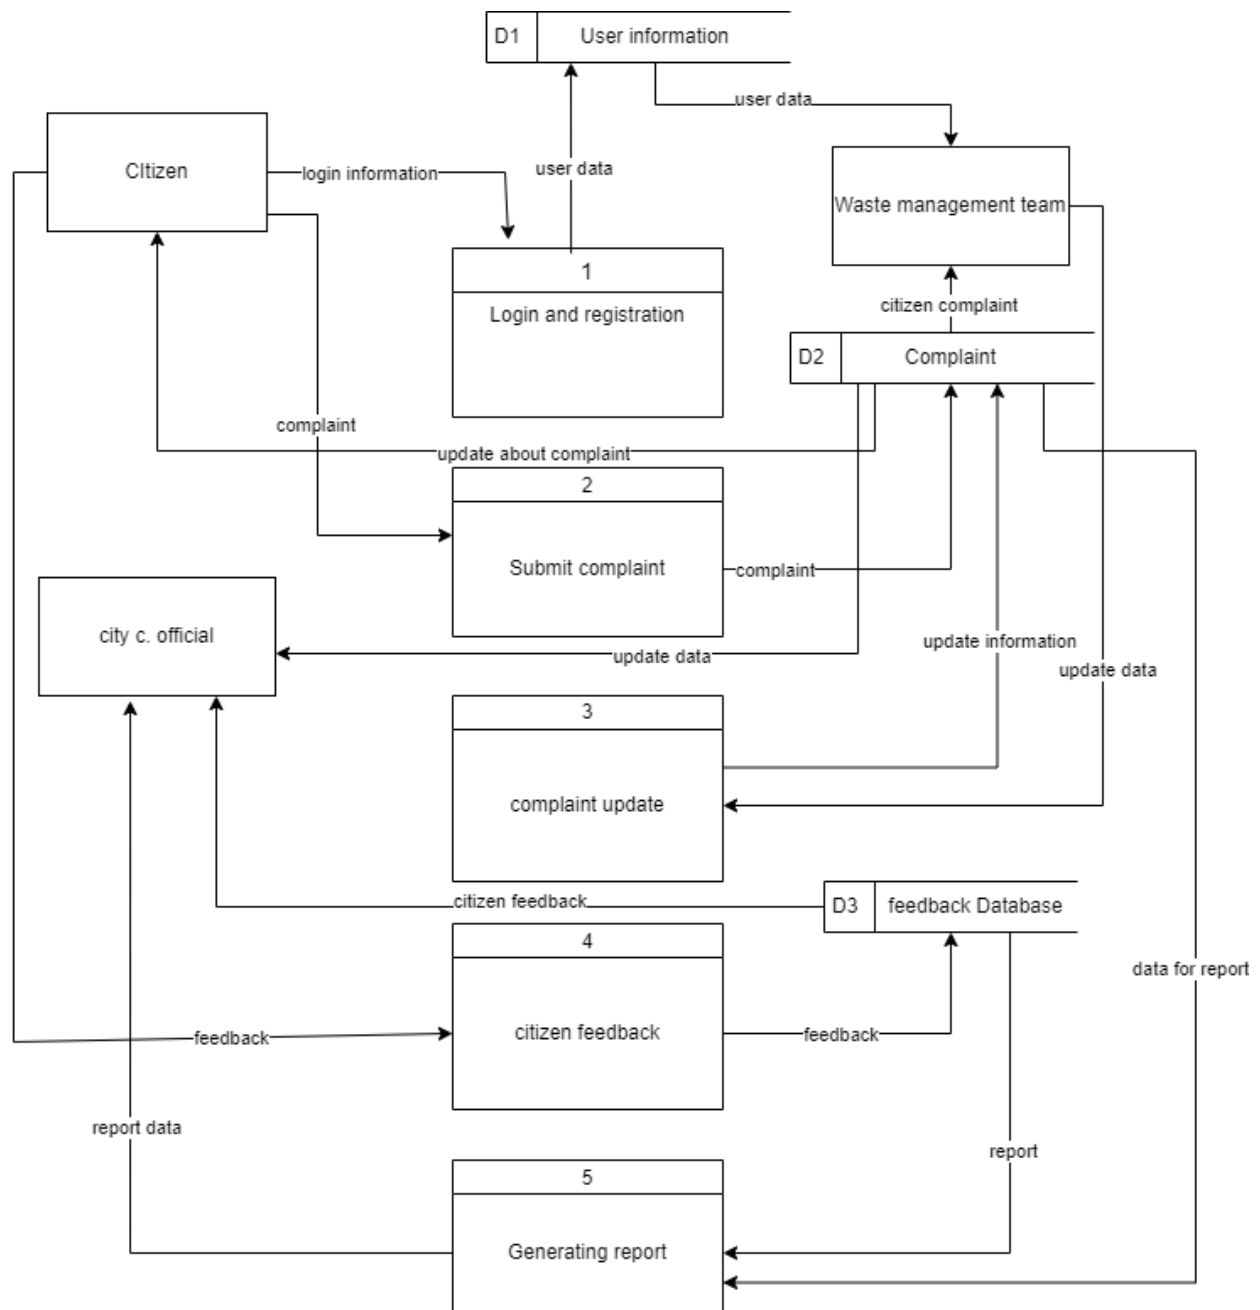 D1
User information
user data
CItizen
login information
user data
Waste management team
1
Login and registration
citizen complaint
D2
Complaint
complaint
update about complaint
2
Submit complaint
complaint
city c. official
update data
update information
update data
3
complaint update
citizen feedback
D3
feedback Database
4
citizen feedback
feedback
feedback
data for report
report data
report
5
Generating report